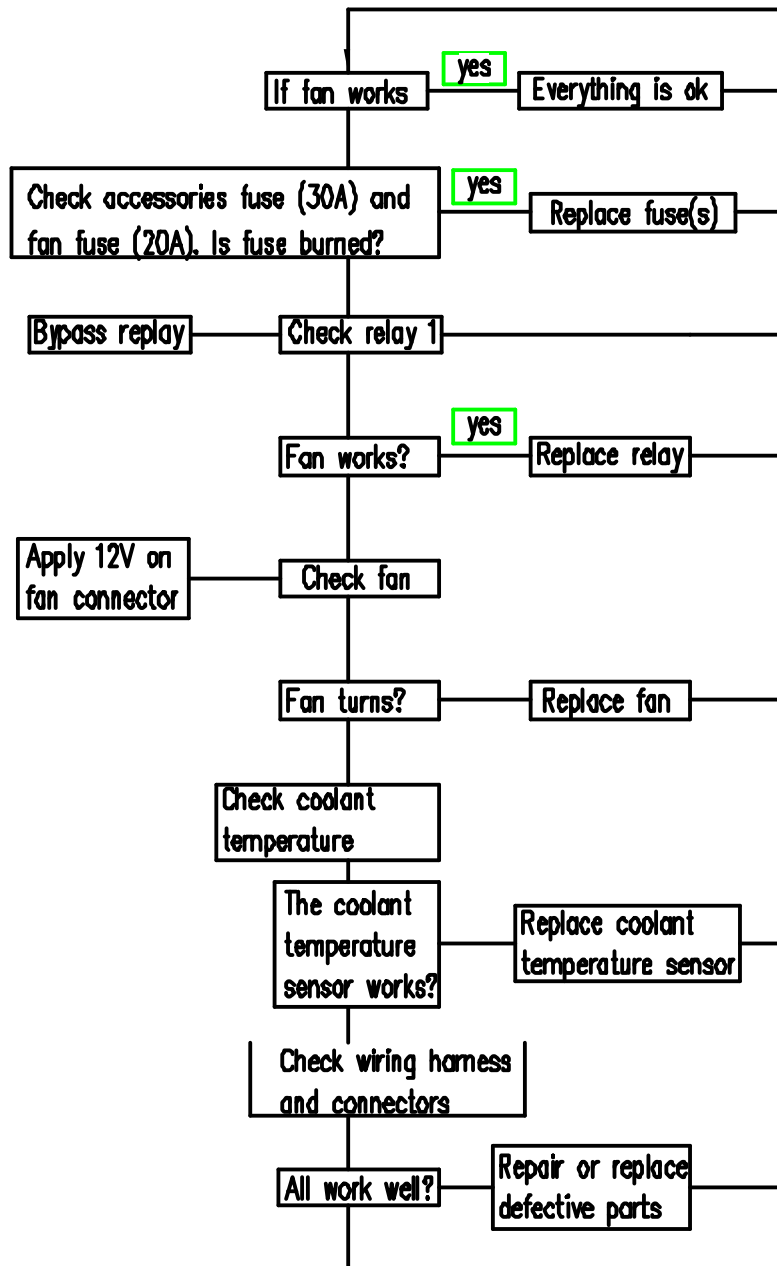 yes
If fan works
Everything is ok
Check accessories fuse (30A) and
fan fuse (20A). Is fuse burned?
yes
Replace fuse(s)
Bypass replay
Check relay 1
yes
Fan works?
Replace relay
Apply 12V on
fan connector
Check fan
Fan turns?
Replace fan
Check coolant
temperature
The coolant
temperature
sensor works?
Replace coolant
temperature sensor
Check wiring harness
and connectors
All work well?
Repair or replace
defective parts